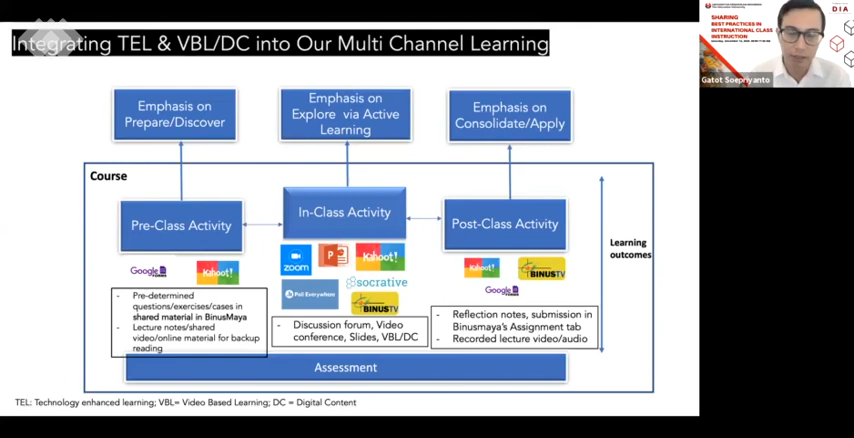 Integrating TEL & VBL/DC into Our Multi Channel Learning
Emphasis on
Prepare/Discover
Emphasis on
Explore via Active
Learning
Emphasis on
Consolidate/Apply
Course
Pre-Class Activity
In-Class Activity
Post-Class Activity
Learning
outcomes
Google
Kahoot!
zoom
P
Kahoot!
socrative
Poll Everywhere
BINUSTV
Kahoot!
BINUSTV
Google
- Pre-determined
questions/exercises/cases in
shared material in BinusMaya
- Lecture notes/shared
video/online material for backup
reading
- Discussion forum, Video
conference, Slides, VBL/DC
- Reflection notes, submission in
Binusmaya's Assignment tab
- Recorded lecture video/audio
Assessment
TEL: Technology enhanced learning; VBL= Video Based Learning; DC = Digital Content
DIA
SHARING
BEST PRACTICES IN
INTERNATIONAL CLASS
INSTRUCTION
Gatot Soepriyanto